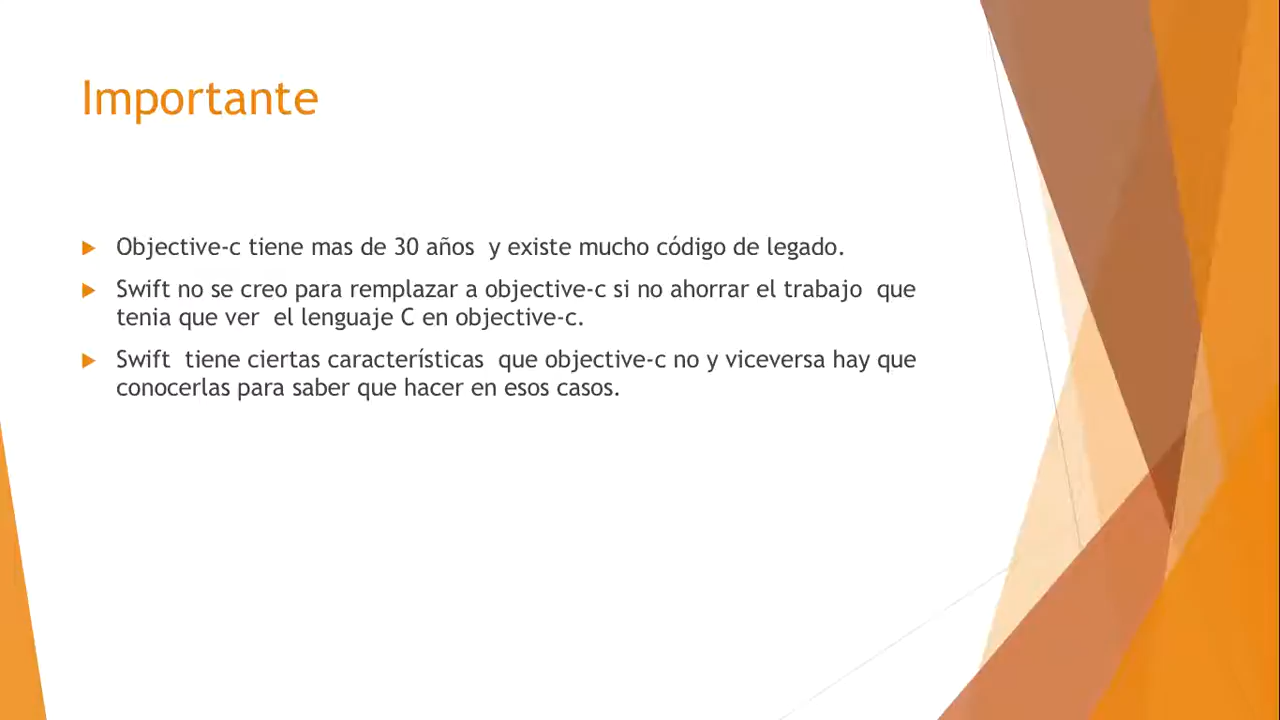 Importante
Objective-c tiene mas de 30 años  y existe mucho código de legado.
Swift no se creo para remplazar a objective-c si no ahorrar el trabajo  que
tenia que ver  el lenguaje C en objective-c.
Swift  tiene ciertas características  que objective-c no y viceversa hay que
conocerlas para saber que hacer en esos casos.